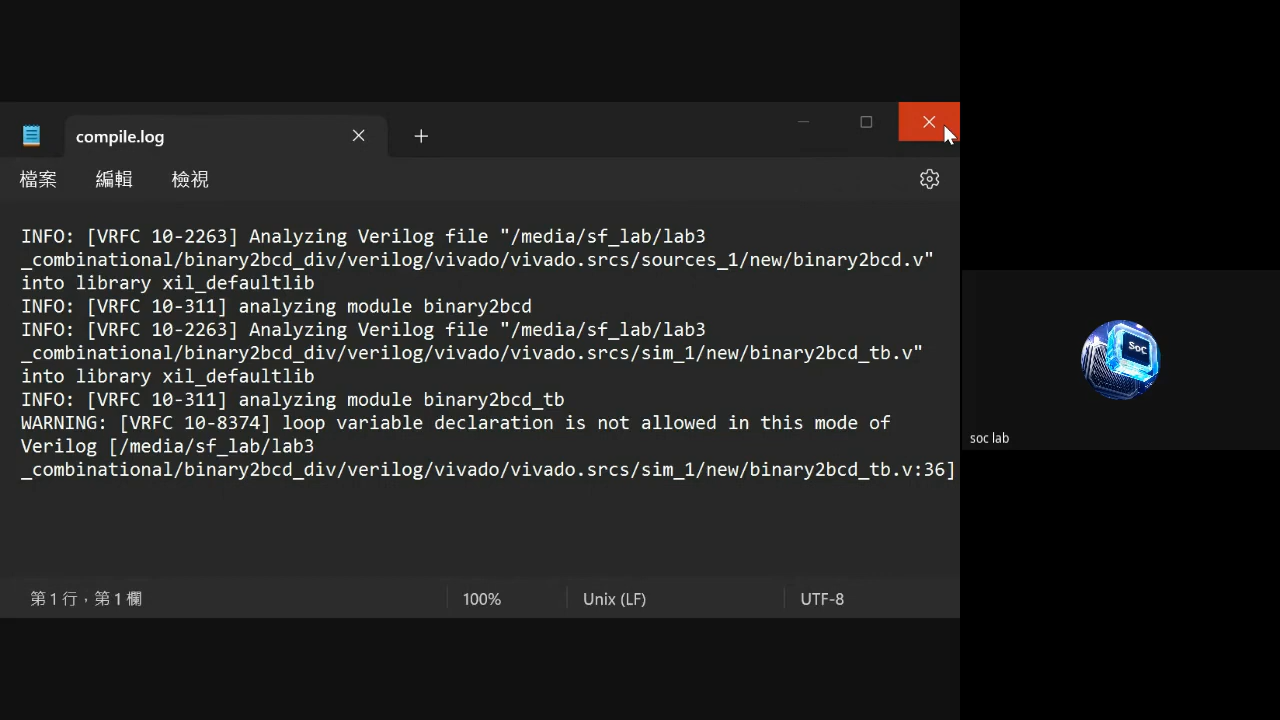 compile.log
檔案 編輯 檢視
INFO: [VRFC 10-2263] Analyzing Verilog file "/media/sf_lab/lab3
_combinational/binary2bcd_div/verilog/vivado/vivado.srcs/sources_1/new/binary2bcd.v"
into library xil_defaultlib
INFO: [VRFC 10-311] analyzing module binary2bcd
INFO: [VRFC 10-2263] Analyzing Verilog file "/media/sf_lab/lab3
_combinational/binary2bcd_div/verilog/vivado/vivado.srcs/sim_1/new/binary2bcd_tb.v"
into library xil_defaultlib
INFO: [VRFC 10-311] analyzing module binary2bcd_tb
WARNING: [VRFC 10-8374] loop variable declaration is not allowed in this mode of
Verilog [/media/sf_lab/lab3
_combinational/binary2bcd_div/verilog/vivado/vivado.srcs/sim_1/new/binary2bcd_tb.v:36]
第 1 行，第 1 欄 100% Unix (LF) UTF-8
SoC
soc lab